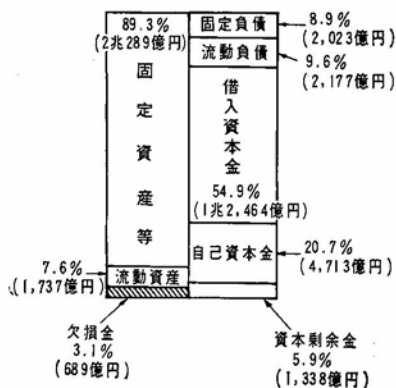 89.3%
(2兆289億円)
固定資産等
7.6%
(1,737億円)
流動資産
欠損金
3.1%
(689億円)
固定負債
8.9%
(2,023億円)
流動負債
9.6%
(2,177億円)
借入資本金
54.9%
(1兆2,464億円)
自己資本金
20.7%
(4,713億円)
資本剰余金
5.9%
(1,338億円)